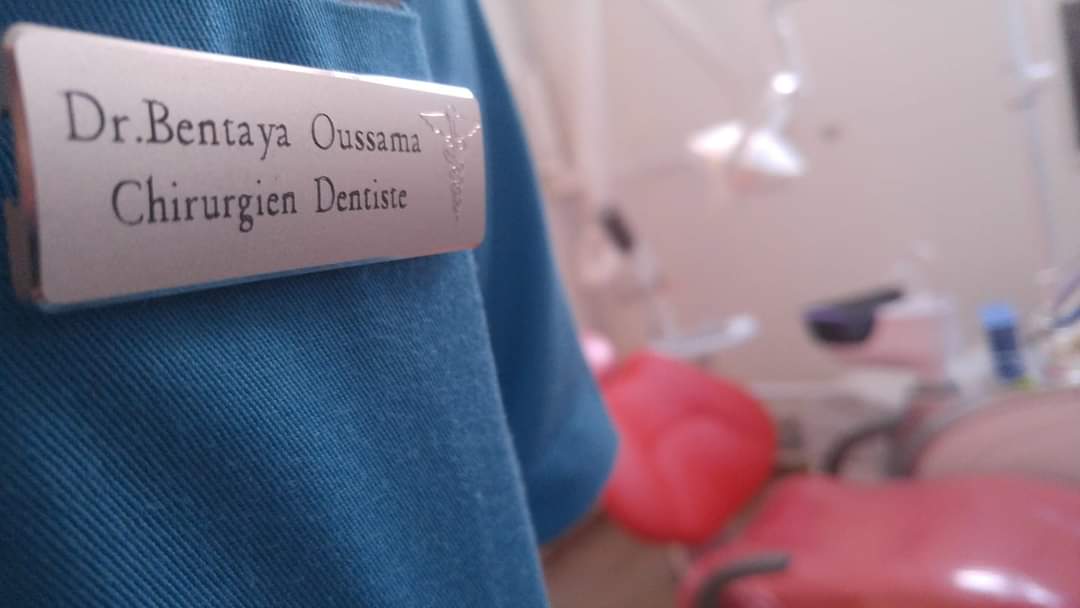 Dr.Bentaya Oussama
Chirurgien Dentiste